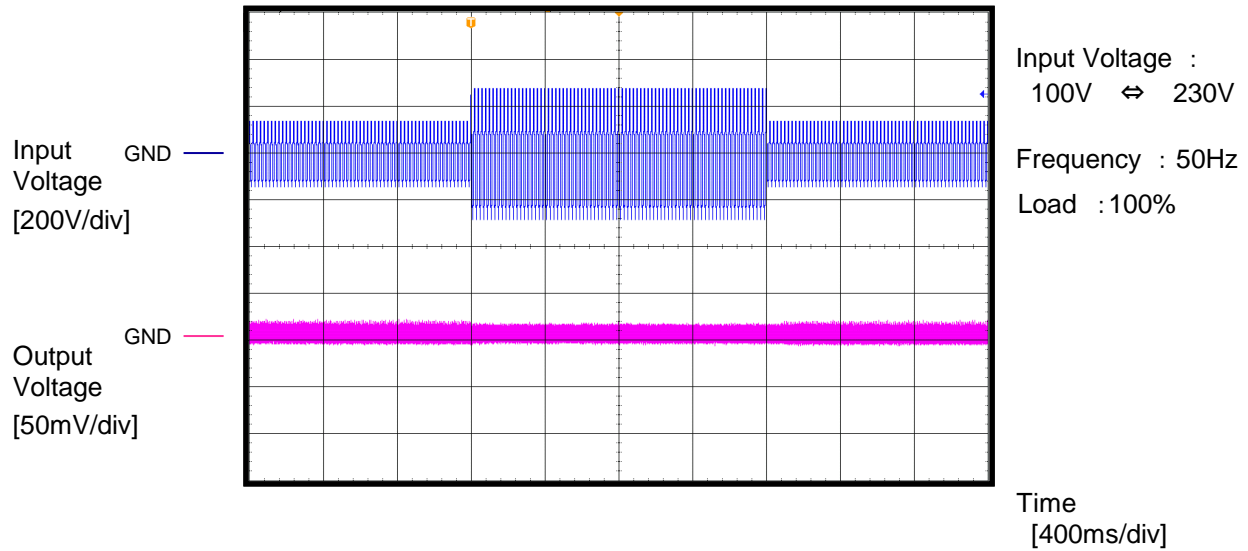 T
Input Voltage :
100V ⇔ 230V
Input
Voltage
[200V/div]
GND
Frequency : 50Hz
Load :100%
Output
Voltage
[50mV/div]
GND
Time
[400ms/div]